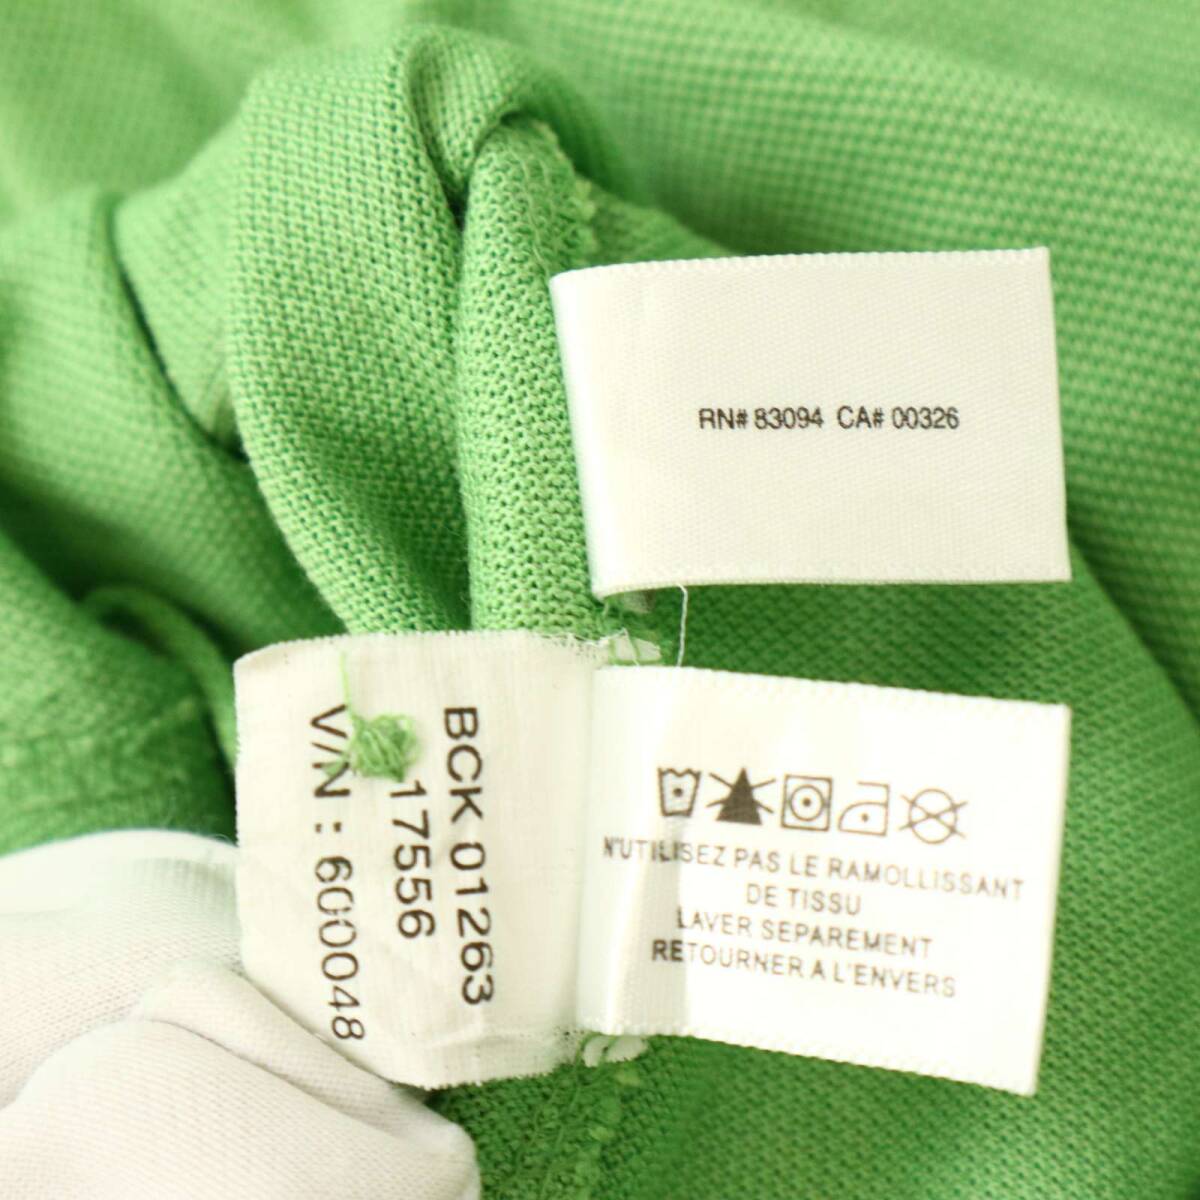 RN# 83094 CA# 00326
BCK 01263
17556
V/N : 600048
N'UTILISEZ PAS LE RAMOLLISSANT
DE TISSU
LAVER SEPAREMENT
RETOURNER A L'ENVERS